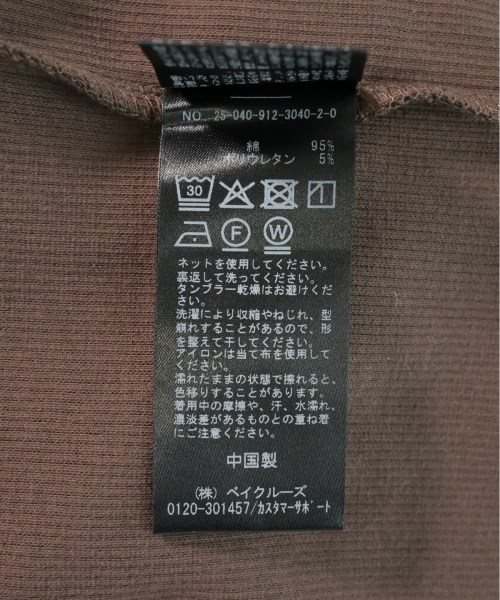 NO. 25-040-912-3040-2-0
綿 95%
ポリウレタン 5%
30
F W
ネットを使用してください。
裏返して洗ってください。
タンブラー乾燥はお避けくださ
い。
洗濯により収縮やねじれ、型
崩れすることがあるので、形
を整えて干してください。
アイロンは当て布を使用してく
ださい。
濡れたままの状態で擦れると、
色移りすることがあります。
着用中の摩擦や、汗、水濡れ、
濃淡差があるものとの重ね着
にご注意ください。
中国製
(株) ベイクルーズ
0120-301457/カスタマーサポート